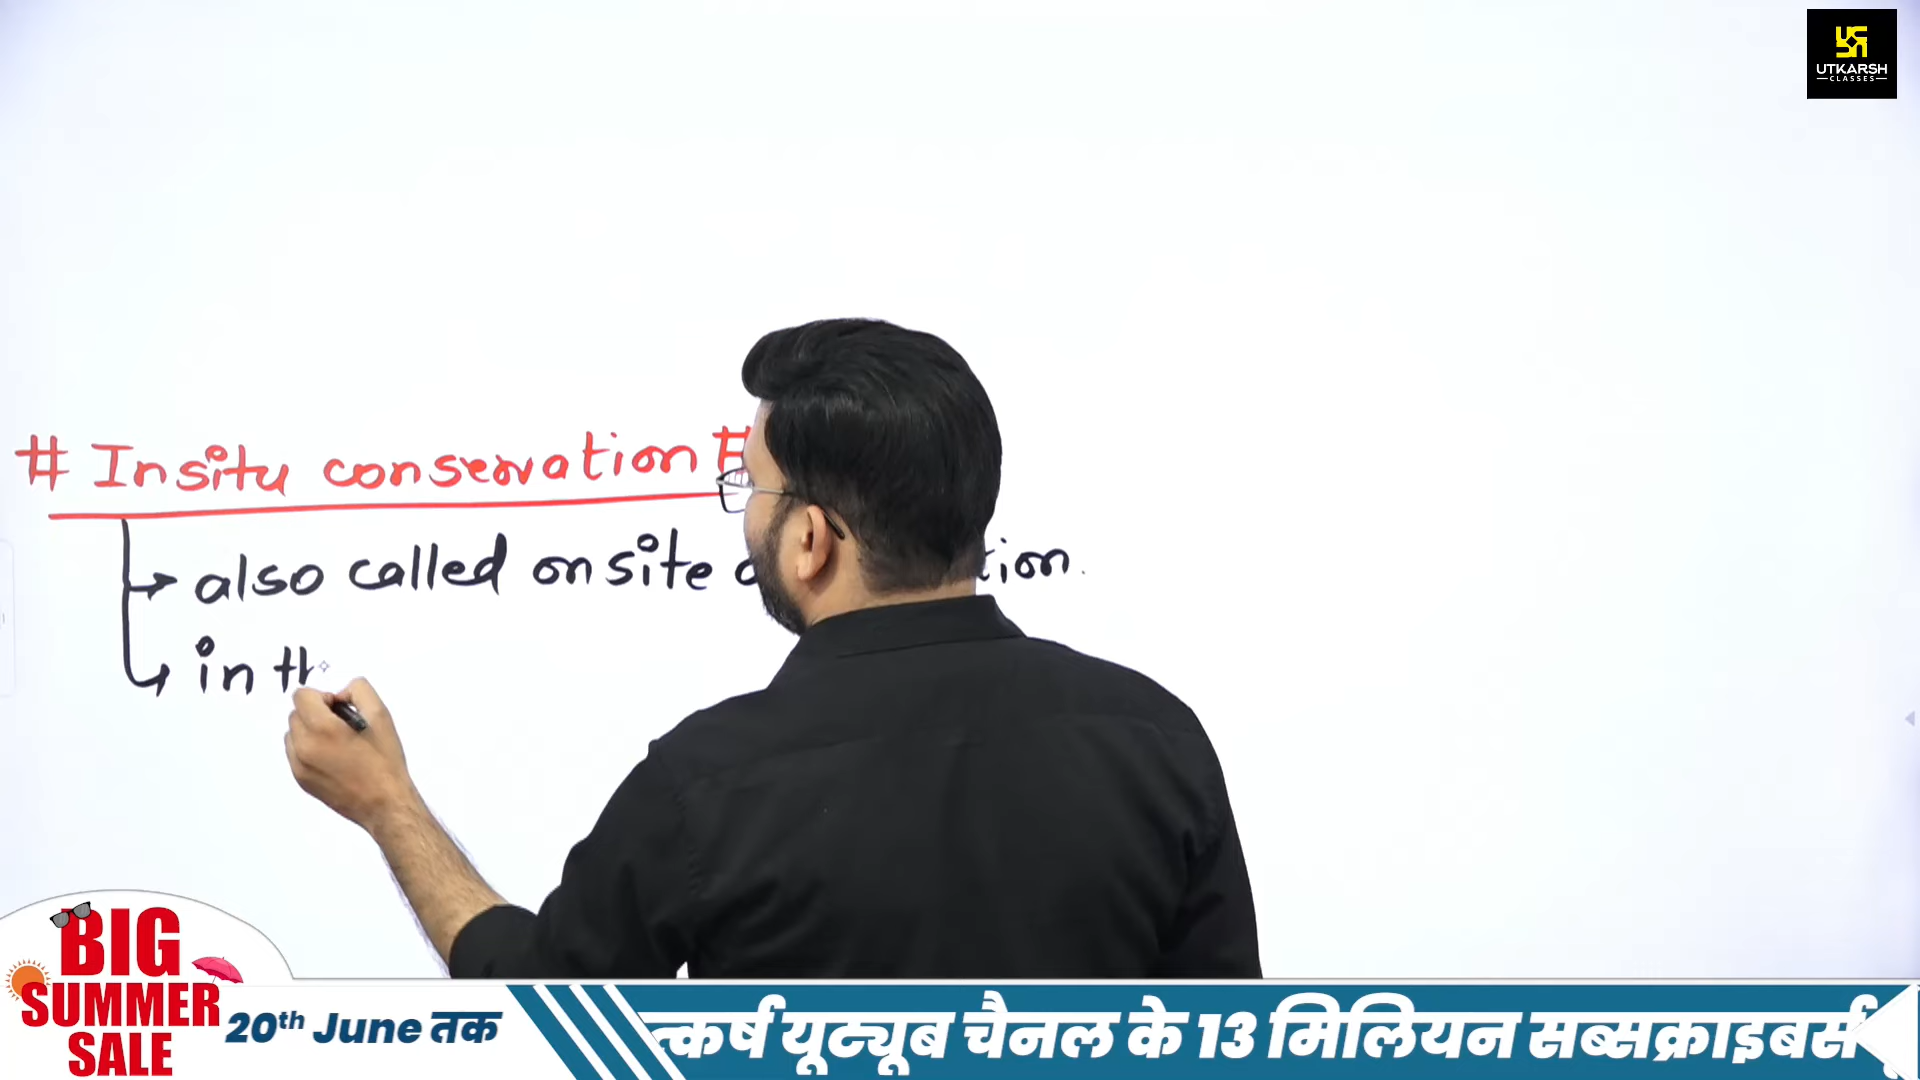 UTKARSH
CLASSES
# Insitu conservation #
also called onsite
in th
BIG
SUMMER
SALE
20th June तक
त्कर्ष यूट्यूब चैनल के 13 मिलियन सब्सक्राइबर्स